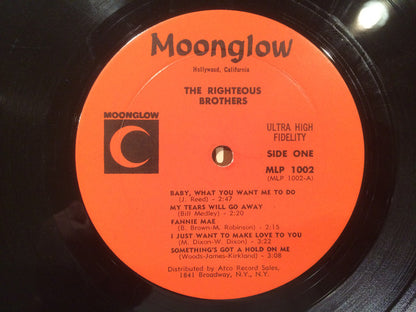 Moonglow
Hollywood, California
THE RIGHTEOUS
BROTHERS
MOONGLOW
ULTRA HIGH
FIDELITY
SIDE ONE
MLP 1002
(MLP 1002-A)
BABY, WHAT YOU WANT ME TO DO
(J. Reed) - 2:47
MY TEARS WILL GO AWAY
(Bill Medley) - 2:20
FANNIE MAE
(B. Brown-M. Robinson) - 2:15
I JUST WANT TO MAKE LOVE TO YOU
(M. Dixon-W. Dixon) - 3:22
SOMETHING'S GOT A HOLD ON ME
(Woods-James-Kirkland) - 3:08
Distributed by Atco Record Sales,
1841 Broadway, N.Y., N.Y.